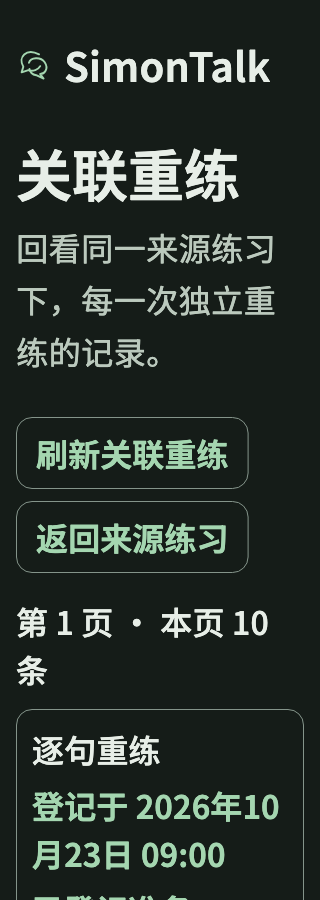 SimonTalk
关联重练
回看同一来源练习
下，每一次独立重
练的记录。
刷新关联重练
返回来源练习
第 1 页 · 本页 10
条
逐句重练
登记于 2026年10
月23日 09:00